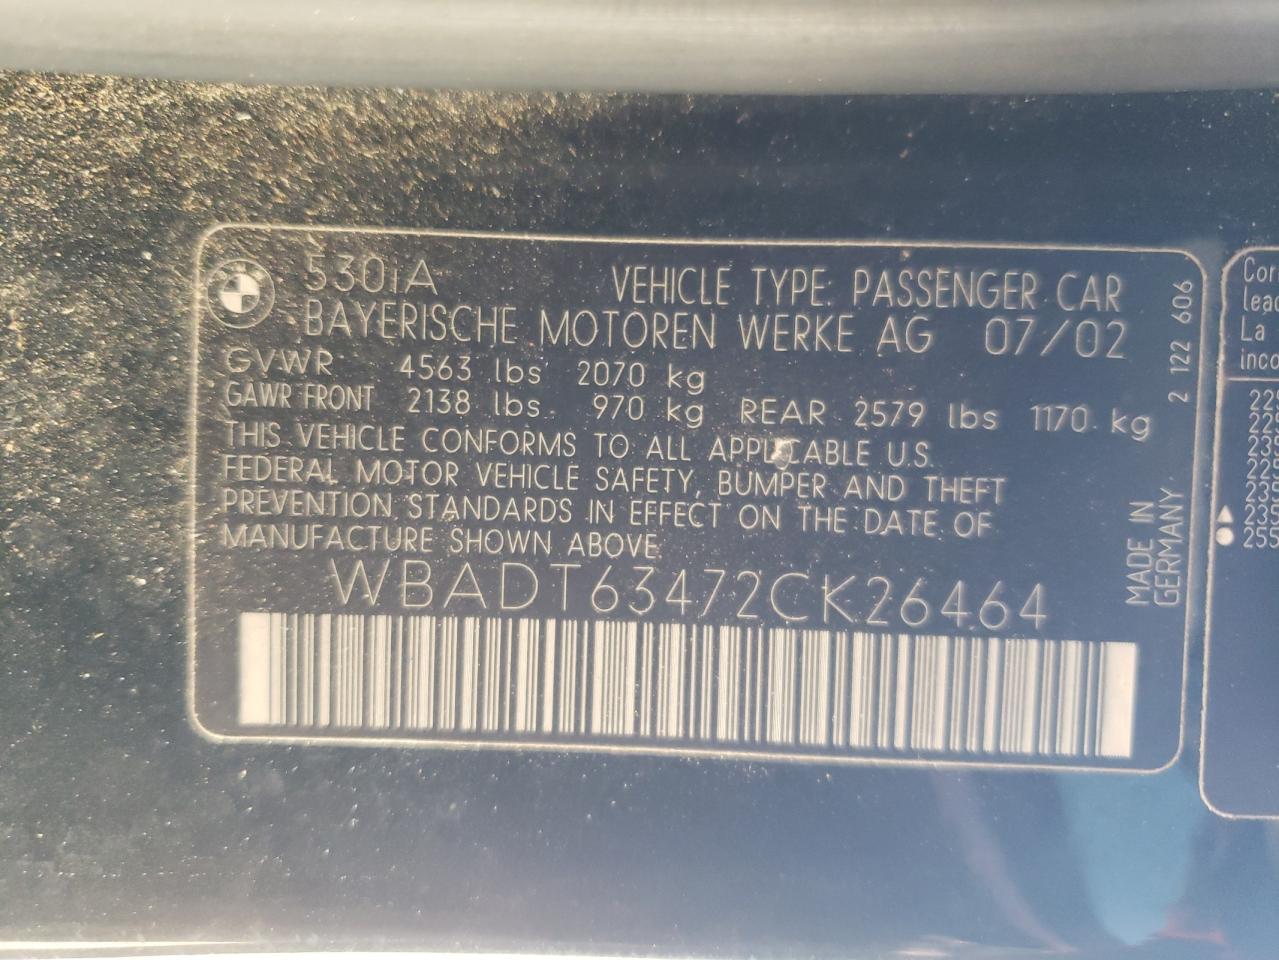 530iA VEHICLE TYPE: PASSENGER CAR
BAYERISCHE MOTOREN WERKE AG 07/02
GVWR 4563 lbs 2070 kg
GAWR FRONT 2138 lbs 970 kg REAR 2579 lbs 1170 kg
THIS VEHICLE CONFORMS TO ALL APPLICABLE U.S.
FEDERAL MOTOR VEHICLE SAFETY, BUMPER AND THEFT
PREVENTION STANDARDS IN EFFECT ON THE DATE OF
MANUFACTURE SHOWN ABOVE.
WBADT63472CK26464
2 122 606
MADE IN
GERMANY
La